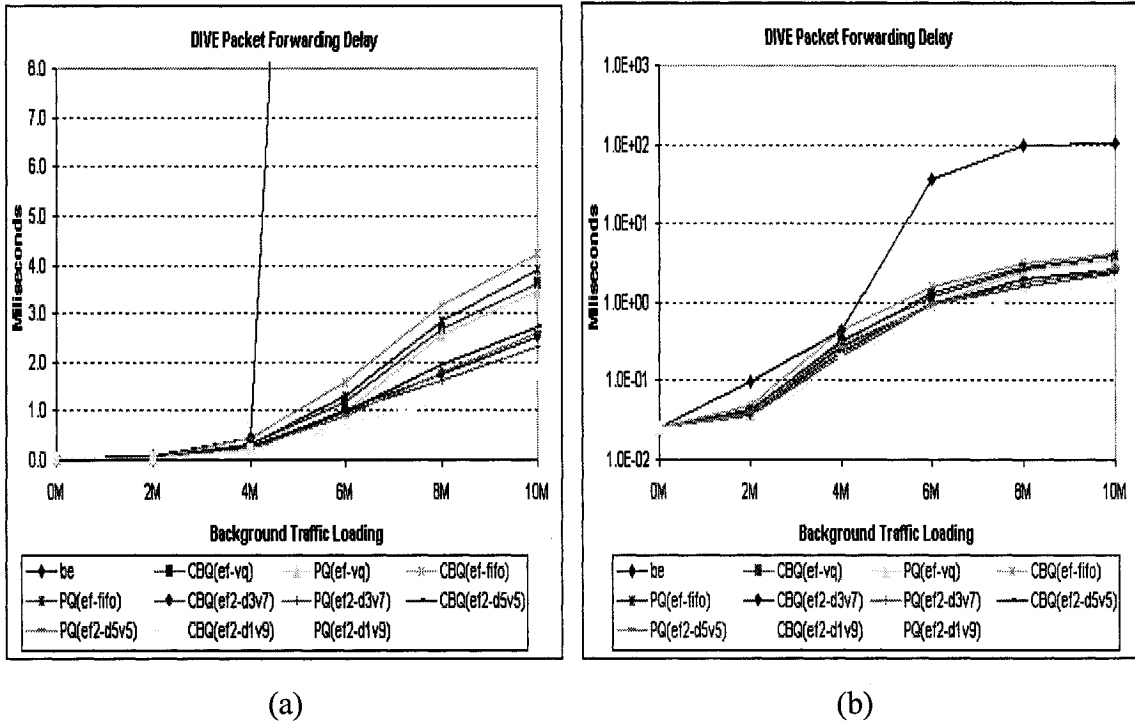 DIVE Packet Forwarding Delay
8.0
7.0
6.0
5.0
4.0
3.0
2.0
1.0
0.0
Miliseconds
0M 2M 4M 6M 8M 10M
Background Traffic Loading
be CBQ(ef-vq) PQ(ef-vq) CBQ(ef-fifo)
PQ(ef-fifo) CBQ(ef2-d3v7) PQ(ef2-d3v7) CBQ(ef2-d5v5)
PQ(ef2-d5v5) CBQ(ef2-d1v9) PQ(ef2-d1v9)
(a)
DIVE Packet Forwarding Delay
1.0E+03
1.0E+02
1.0E+01
1.0E+00
1.0E-01
1.0E-02
Miliseconds
0M 2M 4M 6M 8M 10M
Background Traffic Loading
be CBQ(ef-vq) PQ(ef-vq) CBQ(ef-fifo)
PQ(ef-fifo) CBQ(ef2-d3v7) PQ(ef2-d3v7) CBQ(ef2-d5v5)
PQ(ef2-d5v5) CBQ(ef2-d1v9) PQ(ef2-d1v9)
(b)